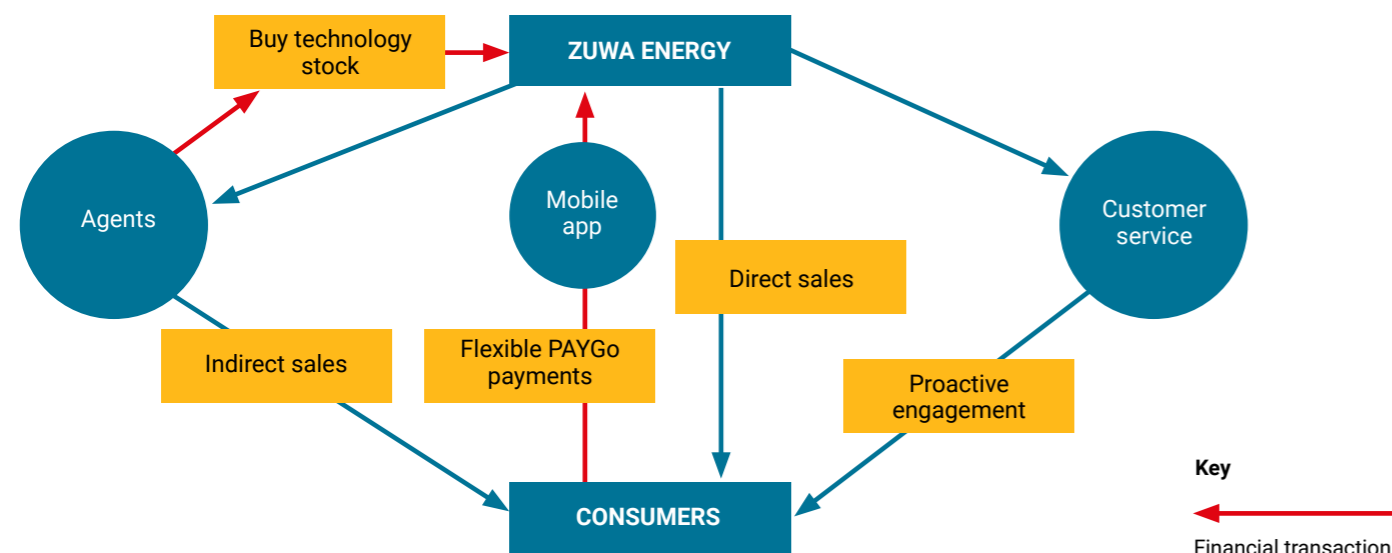 Buy technology
stock
ZUWA ENERGY
Agents
Mobile
app
Customer
service
Direct sales
Indirect sales
Flexible PAYGo
payments
Proactive
engagement
CONSUMERS
Key
Financial transaction